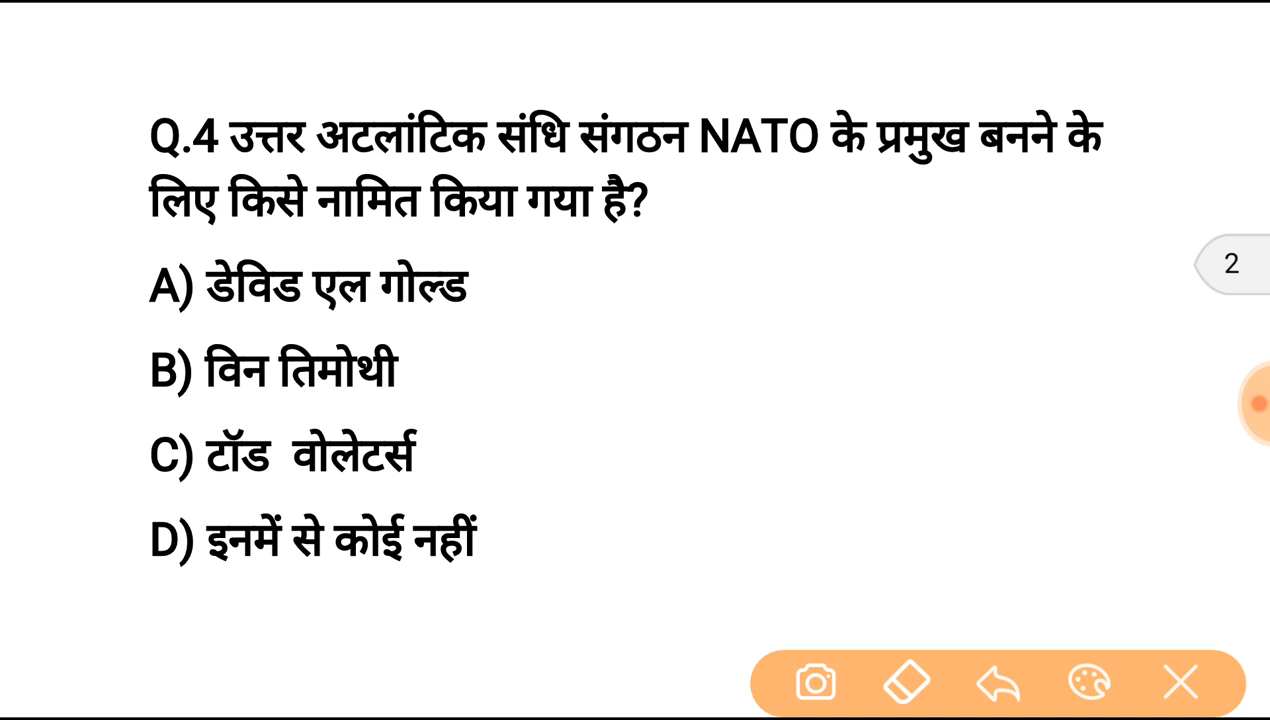 Q.4 उत्तर अटलांटिक संधि संगठन NATO के प्रमुख बनने के
लिए किसे नामित किया गया है?
A) डेविड एल गोल्ड
B) विन तिमोथी
C) टॉड वोलेटर्स
D) इनमें से कोई नहीं
2